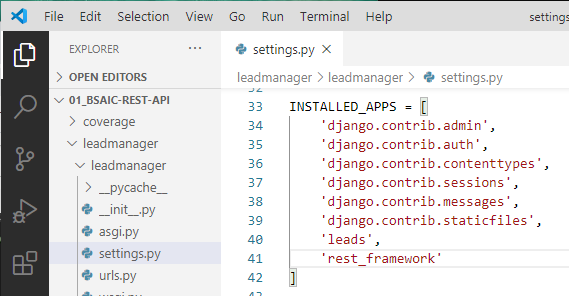 File Edit Selection View Go Run Terminal Help settings
EXPLORER ...
settings.py
OPEN EDITORS
leadmanager > leadmanager > settings.py
01_BSAIC-REST-API
coverage
leadmanager
leadmanager
__pycache__
__init__.py
asgi.py
settings.py
urls.py
33 INSTALLED_APPS = [
34 'django.contrib.admin',
35 'django.contrib.auth',
36 'django.contrib.contenttypes',
37 'django.contrib.sessions',
38 'django.contrib.messages',
39 'django.contrib.staticfiles',
40 'leads',
41 'rest_framework'
42 ]